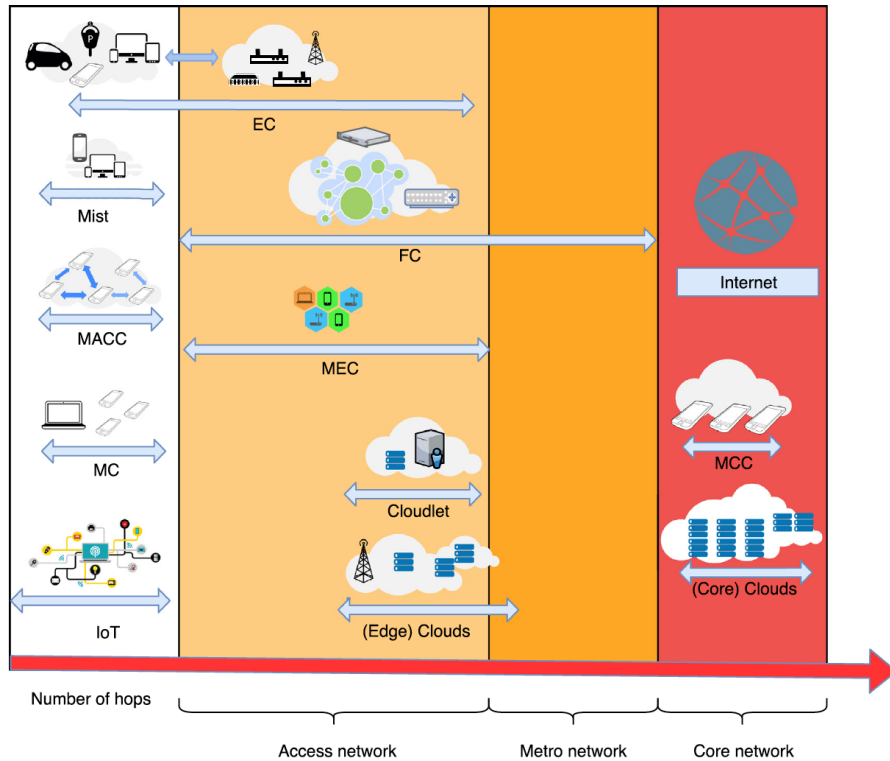 P
EC
Mist
FC
Internet
MACC
MEC
MC
MCC
Cloudlet
(Core) Clouds
IoT
(Edge) Clouds
Number of hops
Access network
Metro network
Core network